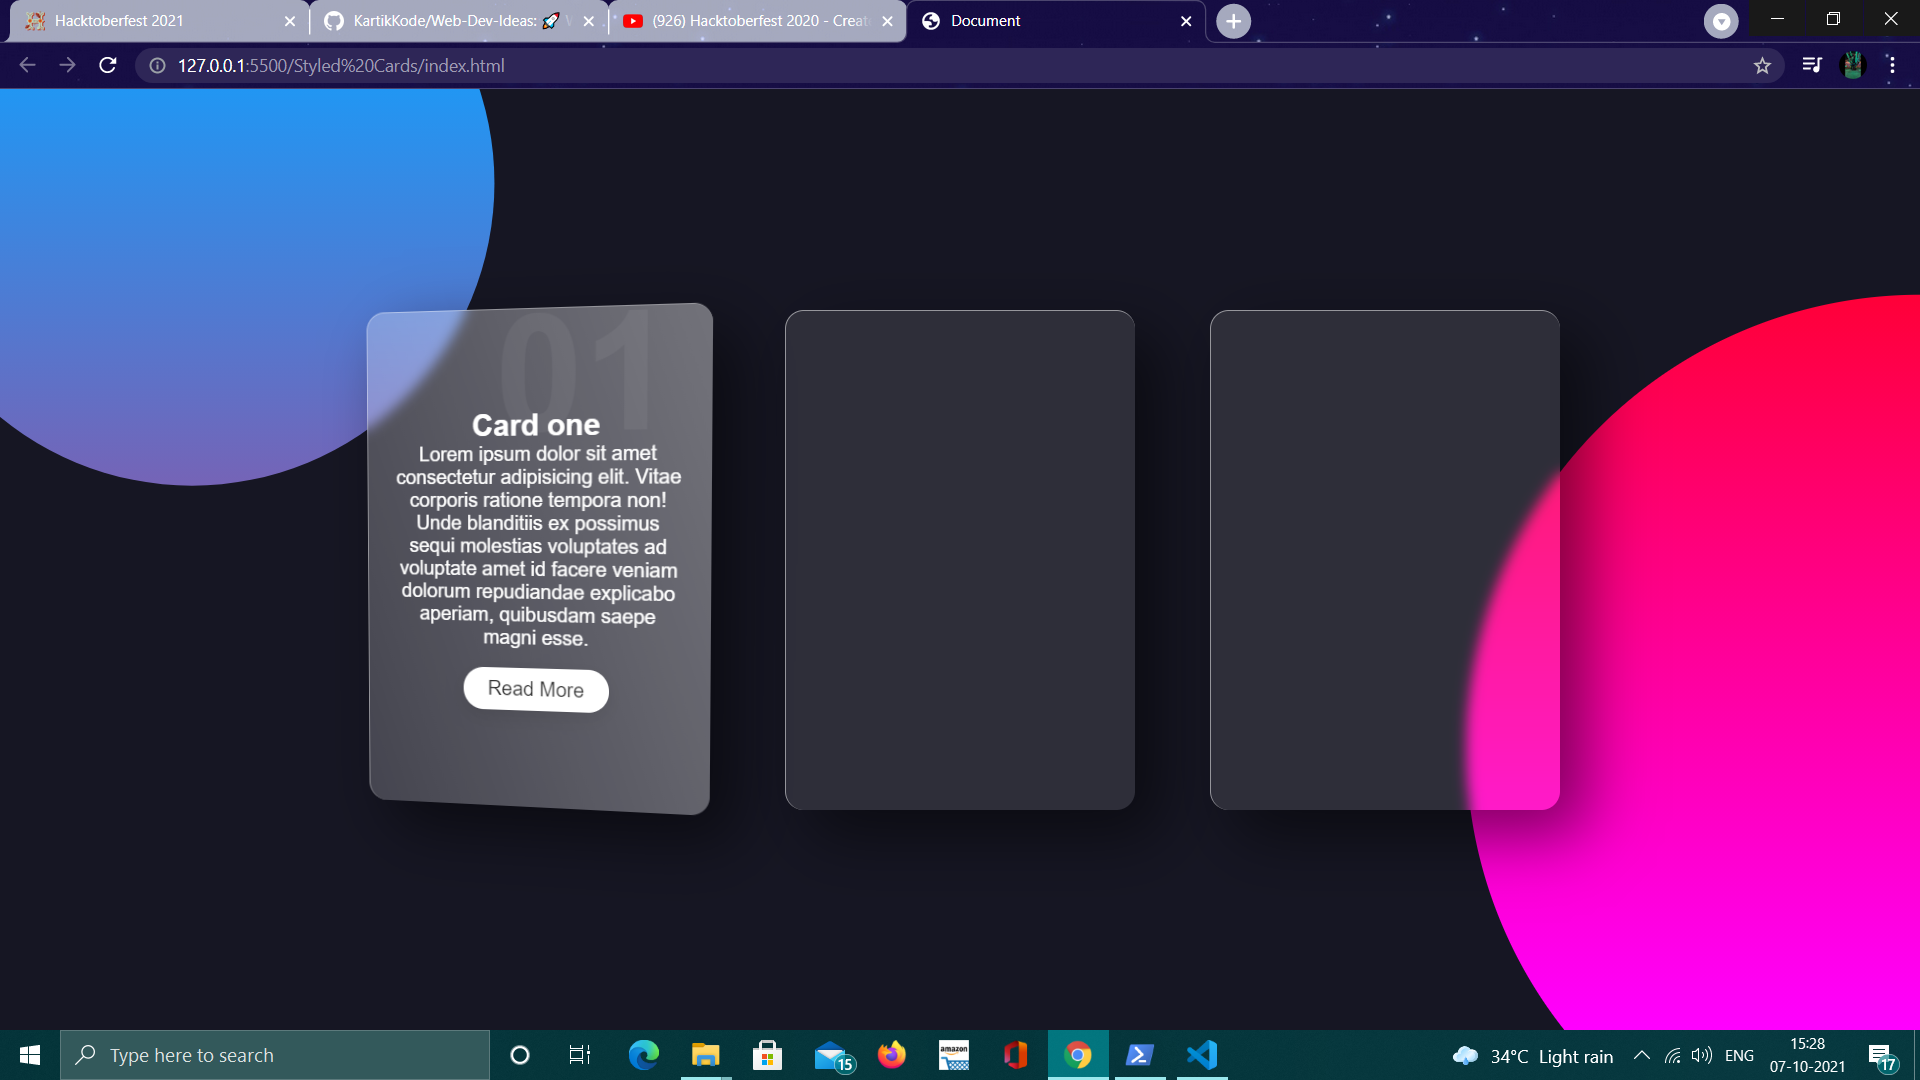 Hacktoberfest 2021
KartikKode/Web-Dev-Ideas: 🚀 W
(926) Hacktoberfest 2020 - Creat
Document
127.0.0.1:5500/Styled%20Cards/index.html
01
Card one
Lorem ipsum dolor sit amet
consectetur adipisicing elit. Vitae
corporis ratione tempora non!
Unde blanditiis ex possimus
sequi molestias voluptates ad
voluptate amet id facere veniam
dolorum repudiandae explicabo
aperiam, quibusdam saepe
magni esse.
Read More
Type here to search
15
amazon
34°C Light rain
ENG
15:28
07-10-2021
17